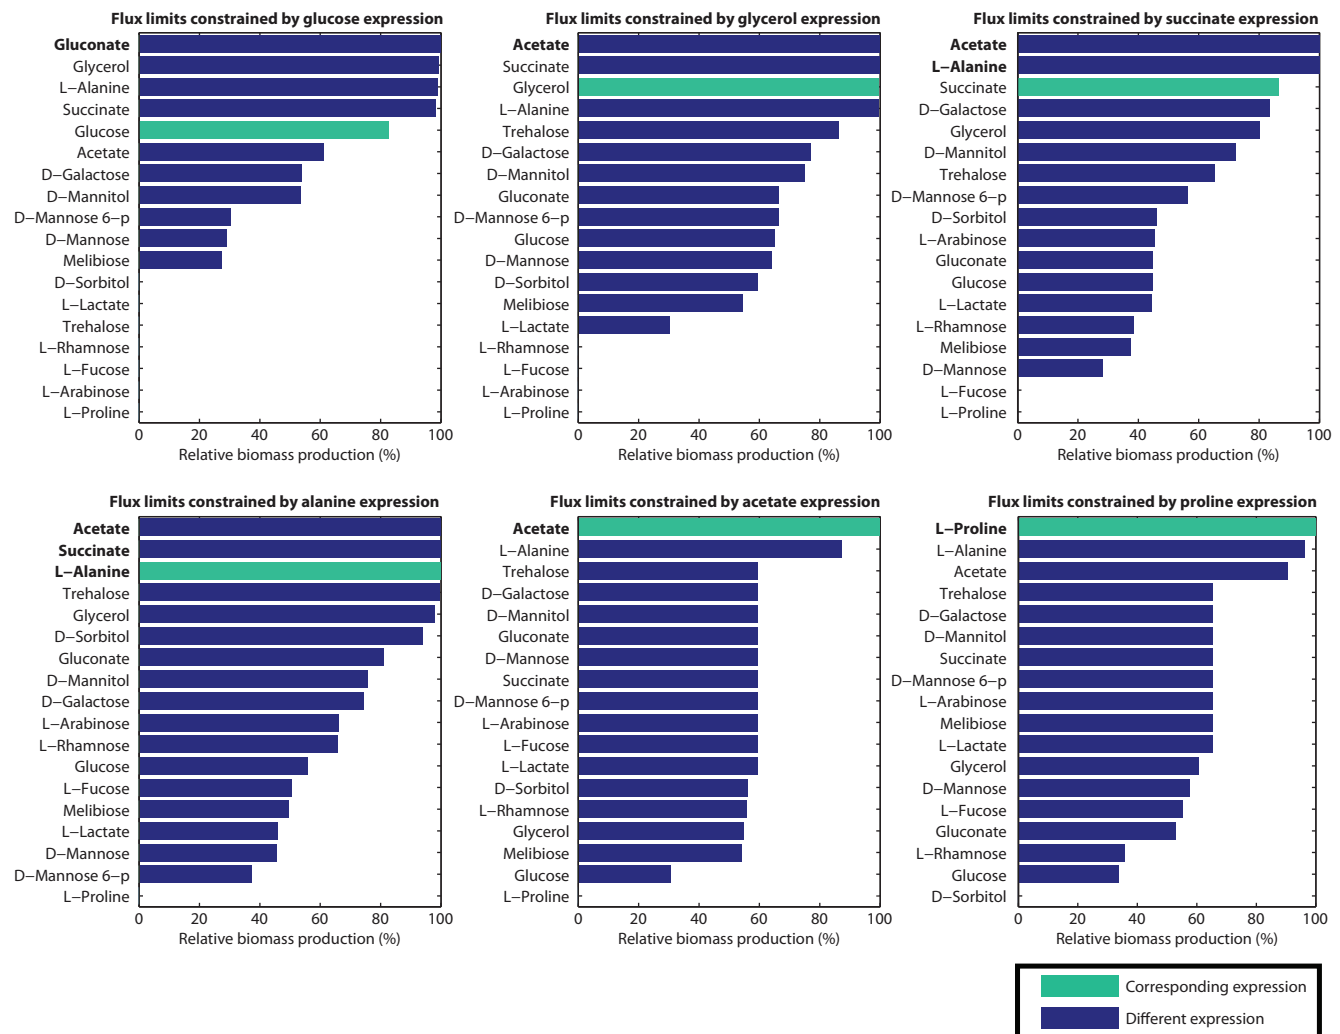 Flux limits constrained by glucose expression
Gluconate
Glycerol
L−Alanine
Succinate
Glucose
Acetate
D−Galactose
D−Mannitol
D−Mannose 6−p
D−Mannose
Melibiose
D−Sorbitol
L−Lactate
Trehalose
L−Rhamnose
L−Fucose
L−Arabinose
L−Proline
0 20 40 60 80 100
Relative biomass production (%)
Flux limits constrained by glycerol expression
Acetate
Succinate
Glycerol
L−Alanine
Trehalose
D−Galactose
D−Mannitol
Gluconate
D−Mannose 6−p
Glucose
D−Mannose
D−Sorbitol
Melibiose
L−Lactate
L−Rhamnose
L−Fucose
L−Arabinose
L−Proline
0 20 40 60 80 100
Relative biomass production (%)
Flux limits constrained by succinate expression
Acetate
L−Alanine
Succinate
D−Galactose
Glycerol
D−Mannitol
Trehalose
D−Mannose 6−p
D−Sorbitol
L−Arabinose
Gluconate
Glucose
L−Lactate
L−Rhamnose
Melibiose
D−Mannose
L−Fucose
L−Proline
0 20 40 60 80 100
Relative biomass production (%)
Flux limits constrained by alanine expression
Acetate
Succinate
L−Alanine
Trehalose
Glycerol
D−Sorbitol
Gluconate
D−Mannitol
D−Galactose
L−Arabinose
L−Rhamnose
Glucose
L−Fucose
Melibiose
L−Lactate
D−Mannose
D−Mannose 6−p
L−Proline
0 20 40 60 80 100
Relative biomass production (%)
Flux limits constrained by acetate expression
Acetate
L−Alanine
Trehalose
D−Galactose
D−Mannitol
Gluconate
D−Mannose
Succinate
D−Mannose 6−p
L−Arabinose
L−Fucose
L−Lactate
D−Sorbitol
L−Rhamnose
Glycerol
Melibiose
Glucose
L−Proline
0 20 40 60 80 100
Relative biomass production (%)
Flux limits constrained by proline expression
L−Proline
L−Alanine
Acetate
Trehalose
D−Galactose
D−Mannitol
Succinate
D−Mannose 6−p
L−Arabinose
Melibiose
L−Lactate
Glycerol
D−Mannose
L−Fucose
Gluconate
L−Rhamnose
Glucose
D−Sorbitol
0 20 40 60 80 100
Relative biomass production (%)
Corresponding expression
Different expression